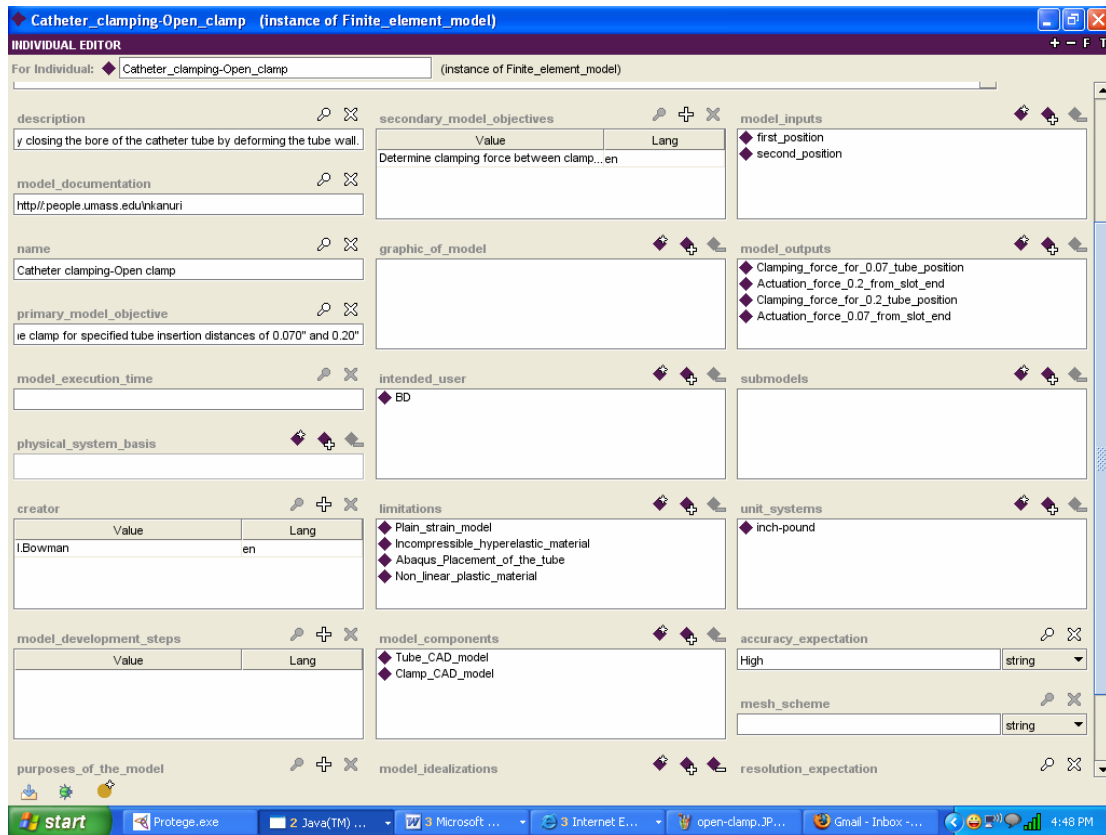 Catheter_clamping-Open_clamp (instance of Finite_element_model)
INDIVIDUAL EDITOR
+ − F T
For Individual: Catheter_clamping-Open_clamp (instance of Finite_element_model)
description
y closing the bore of the catheter tube by deforming the tube wall.
model_documentation
http//:people.umass.edu\nkanuri
name
Catheter clamping-Open clamp
primary_model_objective
ie clamp for specified tube insertion distances of 0.070" and 0.20"
model_execution_time
physical_system_basis
creator
Value Lang
I.Bowman en
model_development_steps
Value Lang
purposes_of_the_model
secondary_model_objectives
Value Lang
Determine clamping force between clamp... en
graphic_of_model
intended_user
BD
limitations
Plain_strain_model
Incompressible_hyperelastic_material
Abaqus_Placement_of_the_tube
Non_linear_plastic_material
model_components
Tube_CAD_model
Clamp_CAD_model
model_idealizations
model_inputs
first_position
second_position
model_outputs
Clamping_force_for_0.07_tube_position
Actuation_force_0.2_from_slot_end
Clamping_force_for_0.2_tube_position
Actuation_force_0.07_from_slot_end
submodels
unit_systems
inch-pound
accuracy_expectation
High string
mesh_scheme
string
resolution_expectation
start Protege.exe 2 Java(TM) ... 3 Microsoft ... 3 Internet E... open-clamp.JP... Gmail - Inbox -... 4:48 PM